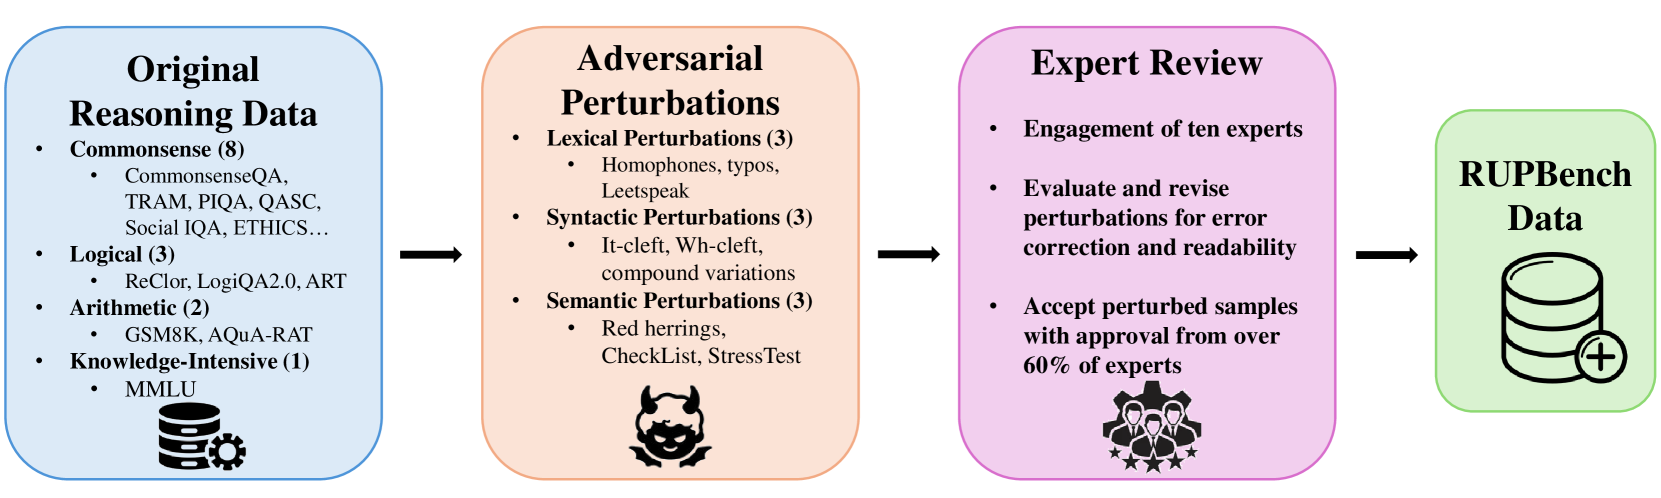 Original
Reasoning Data
• Commonsense (8)
• CommonsenseQA,
TRAM, PIQA, QASC,
Social IQA, ETHICS…
• Logical (3)
• ReClor, LogiQA2.0, ART
• Arithmetic (2)
• GSM8K, AQuA-RAT
• Knowledge-Intensive (1)
• MMLU
Adversarial
Perturbations
• Lexical Perturbations (3)
• Homophones, typos,
Leetspeak
• Syntactic Perturbations (3)
• It-cleft, Wh-cleft,
compound variations
• Semantic Perturbations (3)
• Red herrings,
CheckList, StressTest
Expert Review
• Engagement of ten experts
• Evaluate and revise
perturbations for error
correction and readability
• Accept perturbed samples
with approval from over
60% of experts
RUPBench
Data